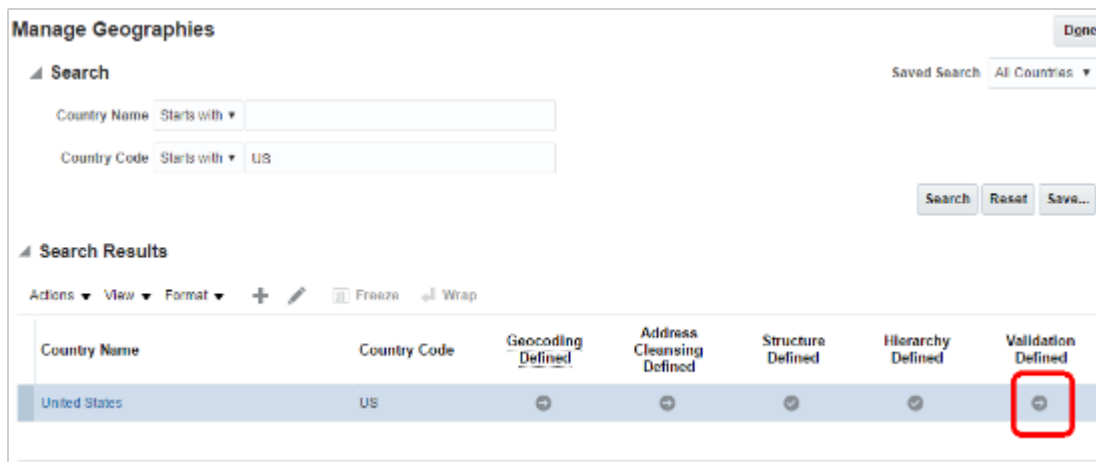 Manage Geographies
Done
Search
Saved Search All Countries
Country Name Starts with
Country Code Starts with US
Search Reset Save...
Search Results
Actions View Format Freeze Wrap
Country Name Country Code Geocoding Defined Address Cleansing Defined Structure Defined Hierarchy Defined Validation Defined
United States US